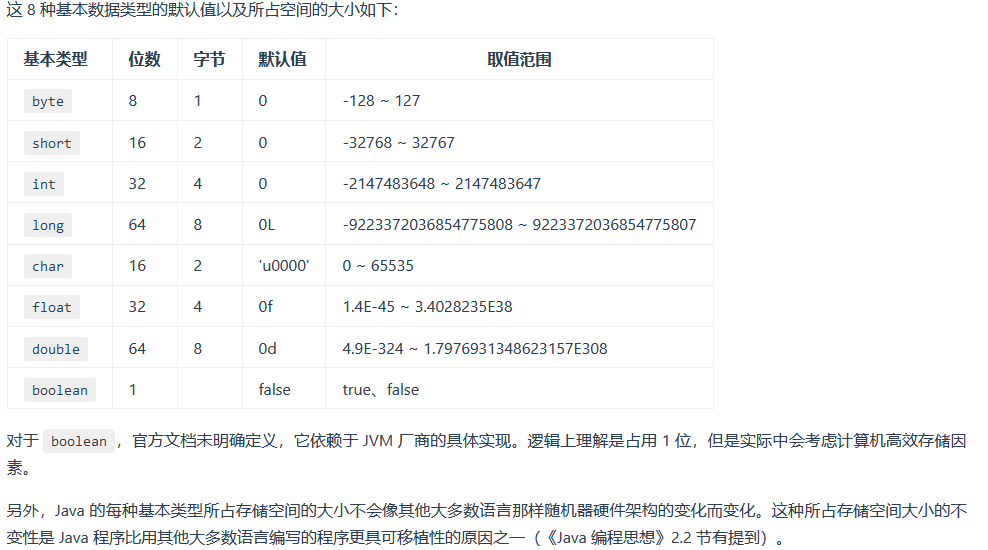 这 8 种基本数据类型的默认值以及所占空间的大小如下：
基本类型 位数 字节 默认值 取值范围
byte 8 1 0 -128 ~ 127
short 16 2 0 -32768 ~ 32767
int 32 4 0 -2147483648 ~ 2147483647
long 64 8 0L -9223372036854775808 ~ 9223372036854775807
char 16 2 'u0000' 0 ~ 65535
float 32 4 0f 1.4E-45 ~ 3.4028235E38
double 64 8 0d 4.9E-324 ~ 1.7976931348623157E308
boolean 1 false true、false
对于 boolean，官方文档未明确定义，它依赖于 JVM 厂商的具体实现。逻辑上理解是占用 1 位，但是实际中会考虑计算机高效存储因
素。
另外，Java 的每种基本类型所占存储空间的大小不会像其他大多数语言那样随机器硬件架构的变化而变化。这种所占存储空间大小的不
变性是 Java 程序比用其他大多数语言编写的程序更具可移植性的原因之一（《Java 编程思想》2.2 节有提到）。